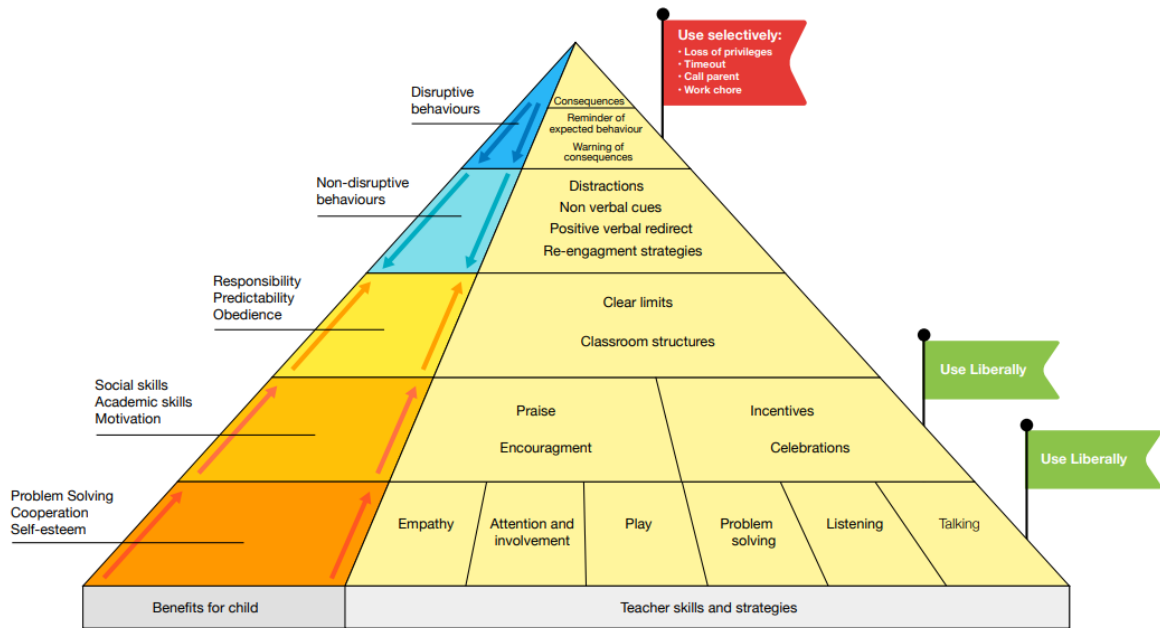 Use selectively:
• Loss of privileges
• Timeout
• Call parent
• Work chore
Disruptive
behaviours
Consequences
Reminder of
expected behaviour
Warning of
consequences
Non-disruptive
behaviours
Distractions
Non verbal cues
Positive verbal redirect
Re-engagment strategies
Responsibility
Predictability
Obedience
Clear limits
Classroom structures
Use Liberally
Social skills
Academic skills
Motivation
Praise
Encouragment
Incentives
Celebrations
Use Liberally
Problem Solving
Cooperation
Self-esteem
Empathy
Attention and
involvement
Play
Problem
solving
Listening
Talking
Benefits for child
Teacher skills and strategies